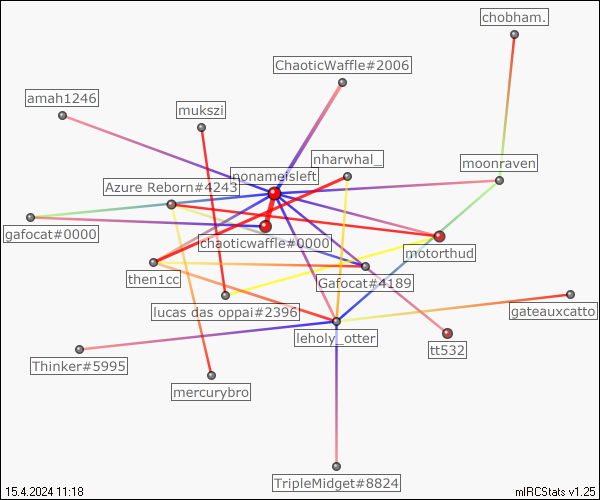 chobham.
ChaoticWaffle#2006
amah1246
mukszi
nharwhal_
moonraven
nonameisleft
Azure Reborn#4243
gafocat#0000
chaoticwaffle#0000
motorthud
then1cc
Gafocat#4189
lucas das oppai#2396
gateauxcatto
leholy_otter
tt532
Thinker#5995
mercurybro
TripleMidget#8824
15.4.2024 11:18
mIRCStats v1.25